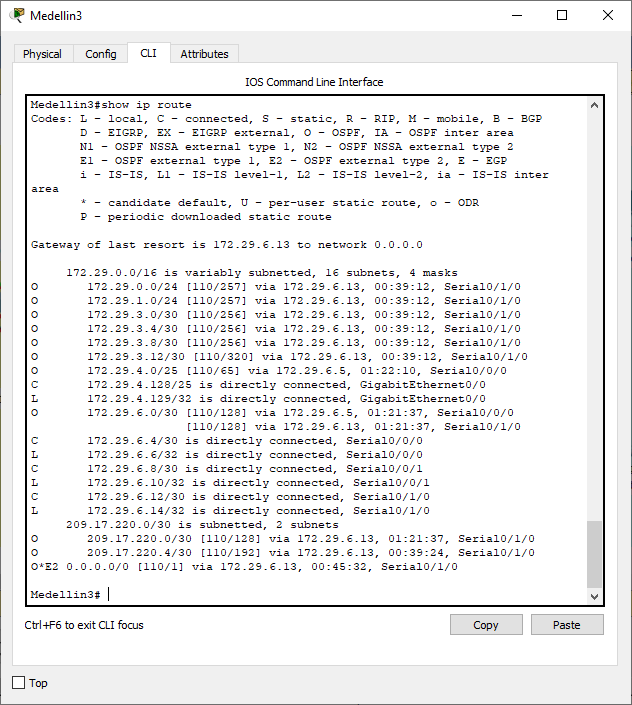 Medellin3
Physical Config CLI Attributes
IOS Command Line Interface
Medellin3#show ip route
Codes: L - local, C - connected, S - static, R - RIP, M - mobile, B - BGP
       D - EIGRP, EX - EIGRP external, O - OSPF, IA - OSPF inter area
       N1 - OSPF NSSA external type 1, N2 - OSPF NSSA external type 2
       E1 - OSPF external type 1, E2 - OSPF external type 2, E - EGP
       i - IS-IS, L1 - IS-IS level-1, L2 - IS-IS level-2, ia - IS-IS inter
area
       * - candidate default, U - per-user static route, o - ODR
       P - periodic downloaded static route
Gateway of last resort is 172.29.6.13 to network 0.0.0.0
     172.29.0.0/16 is variably subnetted, 16 subnets, 4 masks
O       172.29.0.0/24 [110/257] via 172.29.6.13, 00:39:12, Serial0/1/0
O       172.29.1.0/24 [110/257] via 172.29.6.13, 00:39:12, Serial0/1/0
O       172.29.3.0/30 [110/256] via 172.29.6.13, 00:39:12, Serial0/1/0
O       172.29.3.4/30 [110/256] via 172.29.6.13, 00:39:12, Serial0/1/0
O       172.29.3.8/30 [110/256] via 172.29.6.13, 00:39:12, Serial0/1/0
O       172.29.3.12/30 [110/320] via 172.29.6.13, 00:39:12, Serial0/1/0
O       172.29.4.0/25 [110/65] via 172.29.6.5, 01:22:10, Serial0/0/0
C       172.29.4.128/25 is directly connected, GigabitEthernet0/0
L       172.29.4.129/32 is directly connected, GigabitEthernet0/0
O       172.29.6.0/30 [110/128] via 172.29.6.5, 01:21:37, Serial0/0/0
                      [110/128] via 172.29.6.13, 01:21:37, Serial0/1/0
C       172.29.6.4/30 is directly connected, Serial0/0/0
L       172.29.6.6/32 is directly connected, Serial0/0/0
C       172.29.6.8/30 is directly connected, Serial0/0/1
L       172.29.6.10/32 is directly connected, Serial0/0/1
C       172.29.6.12/30 is directly connected, Serial0/1/0
L       172.29.6.14/32 is directly connected, Serial0/1/0
     209.17.220.0/30 is subnetted, 2 subnets
O       209.17.220.0/30 [110/128] via 172.29.6.13, 01:21:37, Serial0/1/0
O       209.17.220.4/30 [110/192] via 172.29.6.13, 00:39:24, Serial0/1/0
O*E2 0.0.0.0/0 [110/1] via 172.29.6.13, 00:45:32, Serial0/1/0
Medellin3#
Ctrl+F6 to exit CLI focus Copy Paste
Top